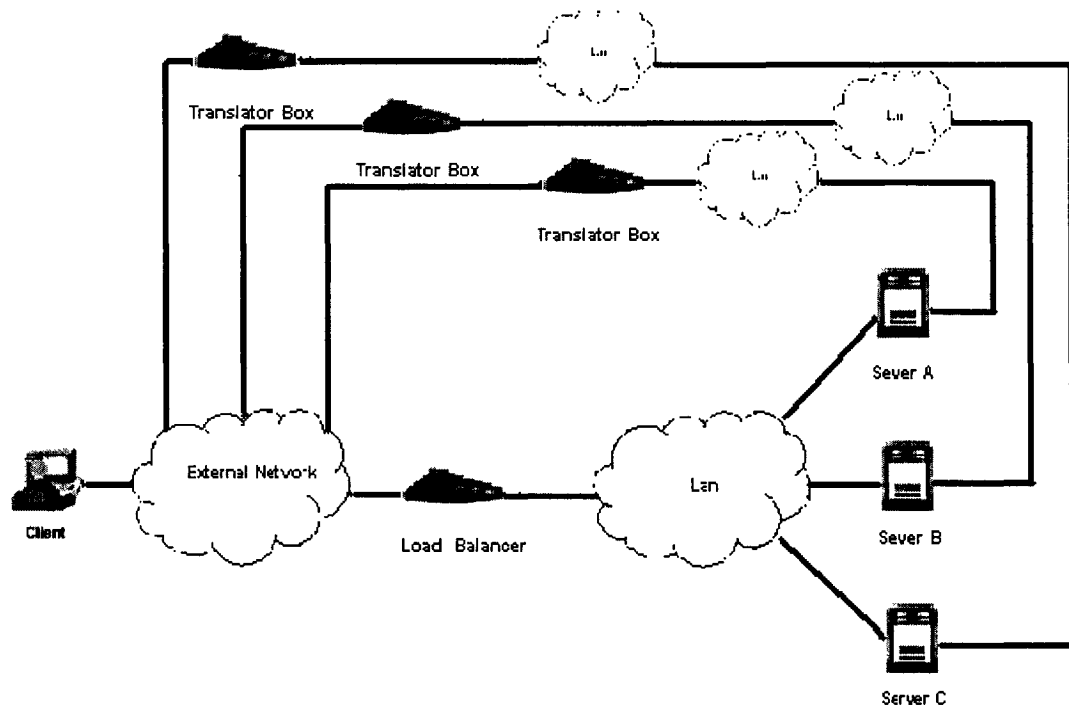 Translator Box
Translator Box
Translator Box
Sever A
External Network
Lan
Client
Load Balancer
Sever B
Server C